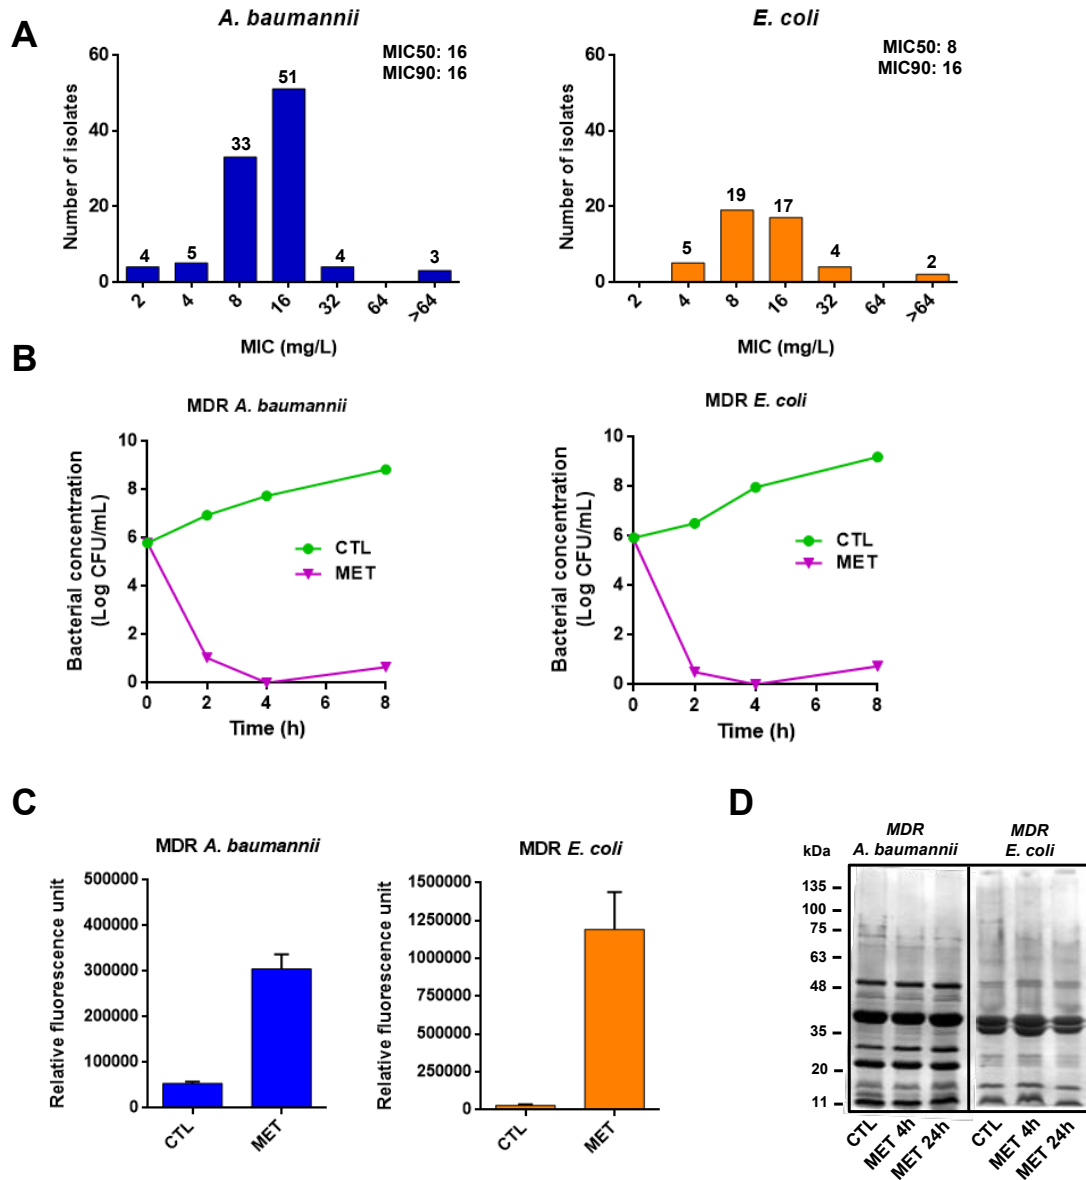 A
A. baumannii
MIC50: 16
MIC90: 16
Number of isolates
60
40
20
0
4
5
33
51
4
3
2
4
8
16
32
64
>64
MIC (mg/L)
E. coli
MIC50: 8
MIC90: 16
Number of isolates
60
40
20
0
5
19
17
4
2
2
4
8
16
32
64
>64
MIC (mg/L)
B
MDR A. baumannii
Bacterial concentration
(Log CFU/mL)
10
8
6
4
2
0
CTL
MET
0
2
4
6
8
Time (h)
MDR E. coli
Bacterial concentration
(Log CFU/mL)
10
8
6
4
2
0
CTL
MET
0
2
4
6
8
Time (h)
C
MDR A. baumannii
Relative fluorescence unit
500000
400000
300000
200000
100000
0
CTL
MET
MDR E. coli
Relative fluorescence unit
1500000
1250000
1000000
750000
500000
250000
0
CTL
MET
D
MDR
A. baumannii
MDR
E. coli
kDa
135
100
75
63
48
35
20
11
CTL
MET 4h
MET 24h
CTL
MET 4h
MET 24h